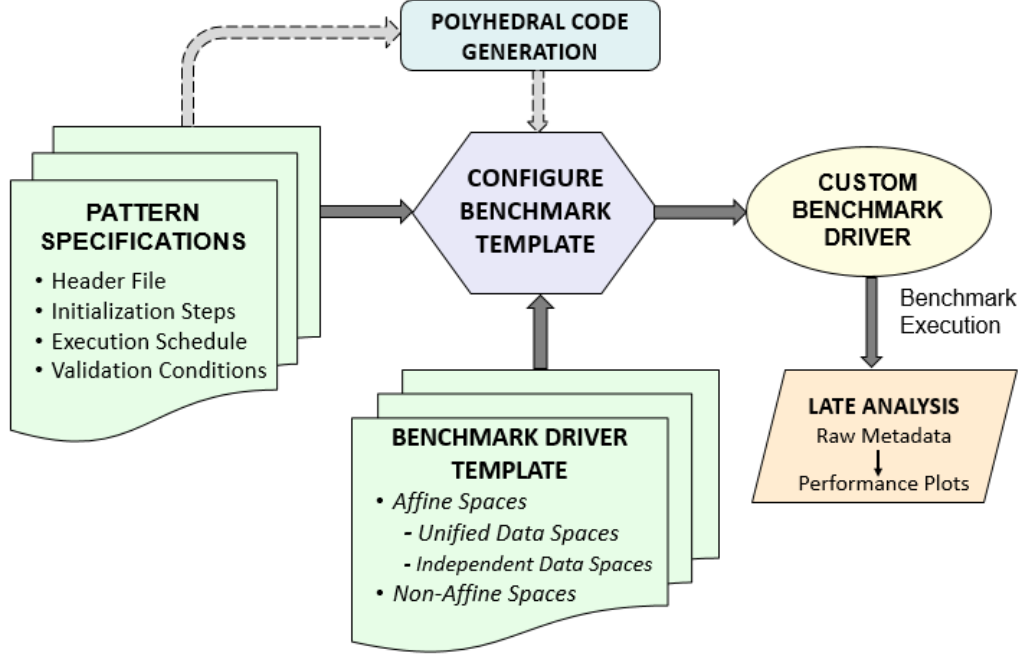 POLYHEDRAL CODE
GENERATION
PATTERN
SPECIFICATIONS
• Header File
• Initialization Steps
• Execution Schedule
• Validation Conditions
CONFIGURE
BENCHMARK
TEMPLATE
CUSTOM
BENCHMARK
DRIVER
Benchmark
Execution
BENCHMARK DRIVER
TEMPLATE
• Affine Spaces
- Unified Data Spaces
- Independent Data Spaces
• Non-Affine Spaces
LATE ANALYSIS
Raw Metadata
Performance Plots